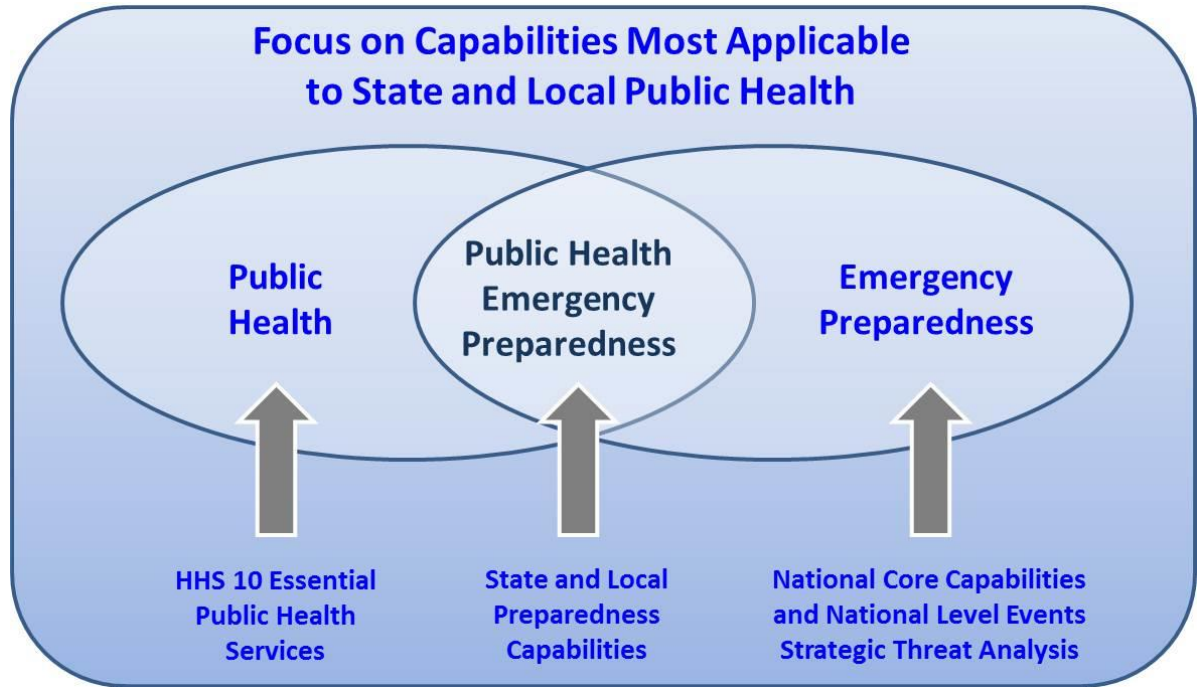 Focus on Capabilities Most Applicable
to State and Local Public Health
Public
Health
Public Health
Emergency
Preparedness
Emergency
Preparedness
HHS 10 Essential
Public Health
Services
State and Local
Preparedness
Capabilities
National Core Capabilities
and National Level Events
Strategic Threat Analysis